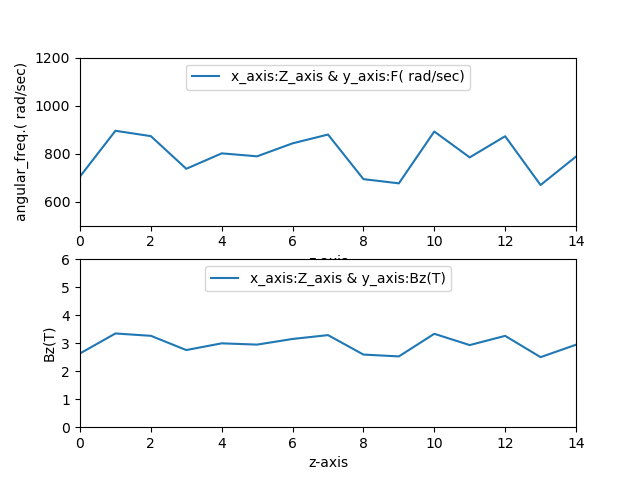 1200
1000
800
600
angular_freq.( rad/sec)
x_axis:Z_axis & y_axis:F( rad/sec)
0 2 4 6 8 10 12 14
6
5
4
3
2
1
0
Bz(T)
x_axis:Z_axis & y_axis:Bz(T)
0 2 4 6 8 10 12 14
z-axis